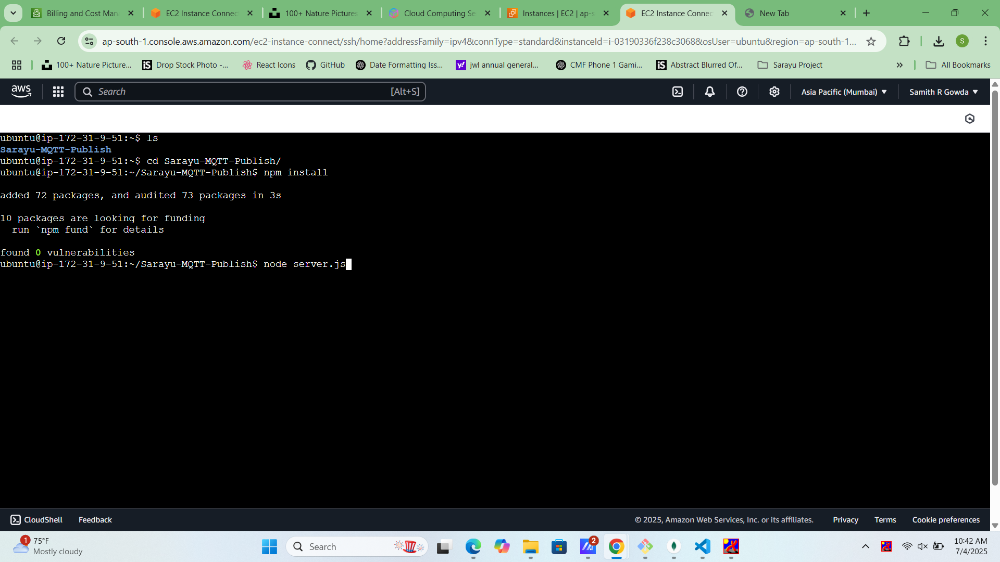 Billing and Cost Man
EC2 Instance Connec
100+ Nature Pictures
Cloud Computing Se
Instances | EC2 | ap-s
EC2 Instance Connec
New Tab
ap-south-1.console.aws.amazon.com/ec2-instance-connect/ssh/home?addressFamily=ipv4&connType=standard&instanceId=i-03190336f238c3068&osUser=ubuntu&region=ap-south-1...
S
100+ Nature Picture...
Drop Stock Photo -...
React Icons
GitHub
Date Formatting Iss...
jwl annual general...
CMF Phone 1 Gami...
Abstract Blurred Of...
Sarayu Project
All Bookmarks
aws
Search
[Alt+S]
Asia Pacific (Mumbai)
Samith R Gowda
ubuntu@ip-172-31-9-51:~$ ls
Sarayu-MQTT-Publish
ubuntu@ip-172-31-9-51:~$ cd Sarayu-MQTT-Publish/
ubuntu@ip-172-31-9-51:~/Sarayu-MQTT-Publish$ npm install
added 72 packages, and audited 73 packages in 3s
10 packages are looking for funding
run `npm fund` for details
found 0 vulnerabilities
ubuntu@ip-172-31-9-51:~/Sarayu-MQTT-Publish$ node server.js
CloudShell
Feedback
© 2025, Amazon Web Services, Inc. or its affiliates.
Privacy
Terms
Cookie preferences
1
75°F
Mostly cloudy
Search
2
10:42 AM
7/4/2025